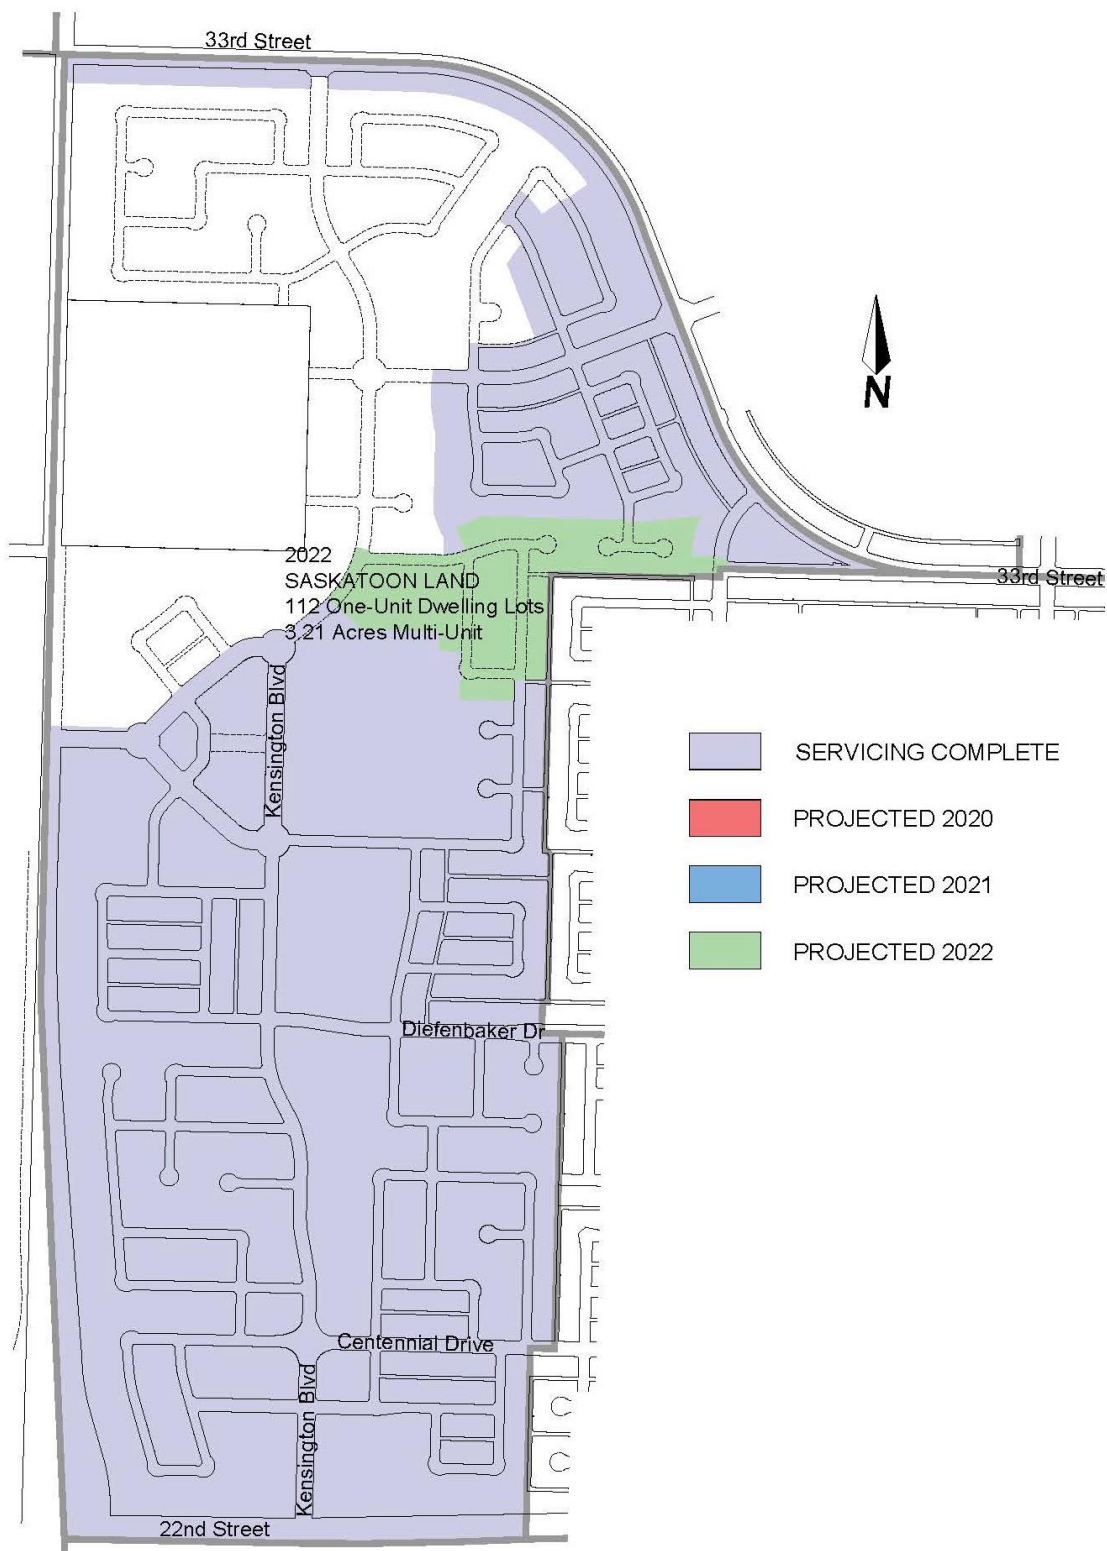 33rd Street
N
2022
SASKATOON LAND
112 One-Unit Dwelling Lots
3.21 Acres Multi-Unit
33rd Street
Kensington Blvd
SERVICING COMPLETE
PROJECTED 2020
PROJECTED 2021
PROJECTED 2022
Diefenbaker Dr
Centennial Drive
Kensington Blvd
22nd Street